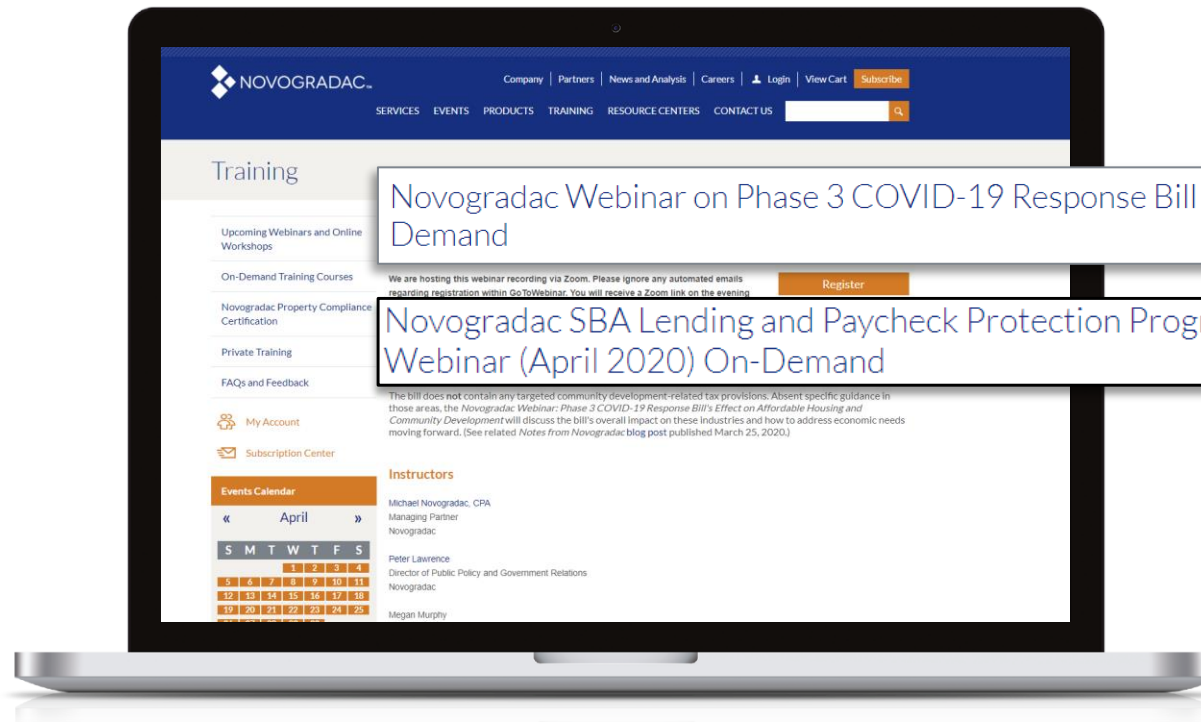 NOVOGRADAC™
Company | Partners | News and Analysis | Careers | Login | View Cart Subscribe
SERVICES EVENTS PRODUCTS TRAINING RESOURCE CENTERS CONTACT US
Training
Novogradac Webinar on Phase 3 COVID-19 Response Bill
Demand
Upcoming Webinars and Online
Workshops
On-Demand Training Courses
Novogradac Property Compliance
Certification
Private Training
FAQs and Feedback
My Account
Subscription Center
We are hosting this webinar recording via Zoom. Please ignore any automated emails
regarding registration within GoToWebinar. You will receive a Zoom link on the evening
Register
Novogradac SBA Lending and Paycheck Protection Prog
Webinar (April 2020) On-Demand
The bill does not contain any targeted community development-related tax provisions. Absent specific guidance in
those areas, the Novogradac Webinar: Phase 3 COVID-19 Response Bill's Effect on Affordable Housing and
Community Development will discuss the bill's overall impact on these industries and how to address economic needs
moving forward. (See related Notes from Novogradac blog post published March 25, 2020.)
Instructors
Michael Novogradac, CPA
Managing Partner
Novogradac
Peter Lawrence
Director of Public Policy and Government Relations
Novogradac
Megan Murphy
Events Calendar
« April »
S M T W T F S
1 2 3 4
5 6 7 8 9 10 11
12 13 14 15 16 17 18
19 20 21 22 23 24 25